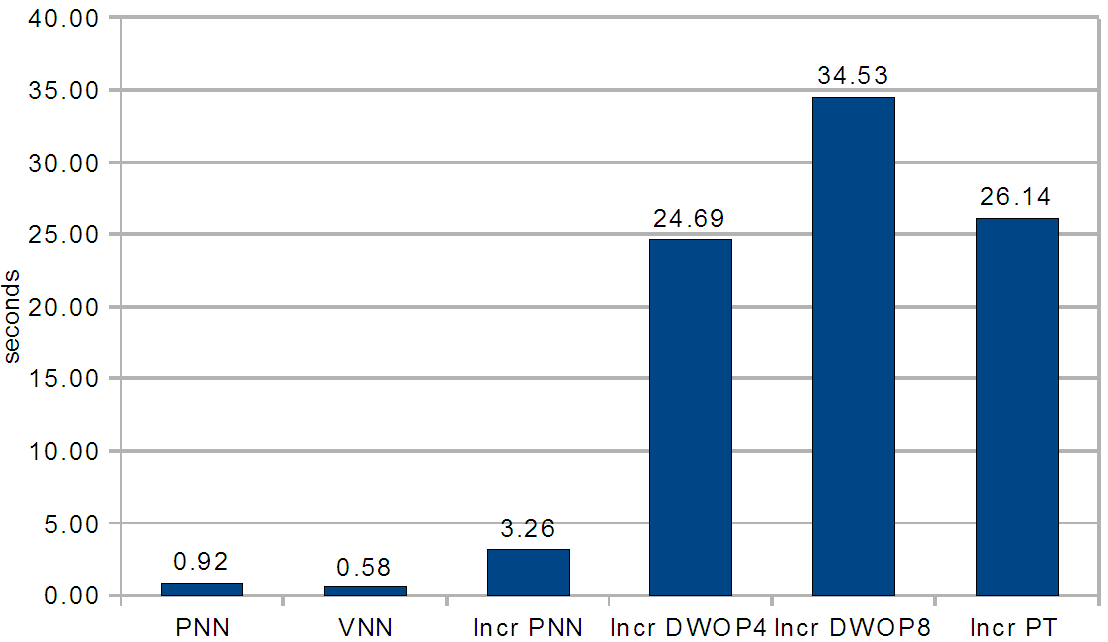 40.00
35.00
30.00
25.00
20.00
15.00
10.00
5.00
0.00
seconds
0.92
0.58
3.26
24.69
34.53
26.14
PNN
VNN
Incr PNN
Incr DWOP4
Incr DWOP8
Incr PT